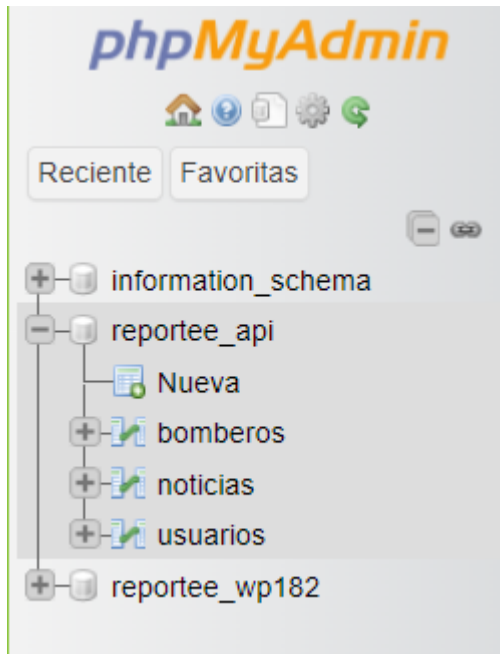 phpMyAdmin
Reciente Favoritas
information_schema
reportee_api
Nueva
bomberos
noticias
usuarios
reportee_wp182